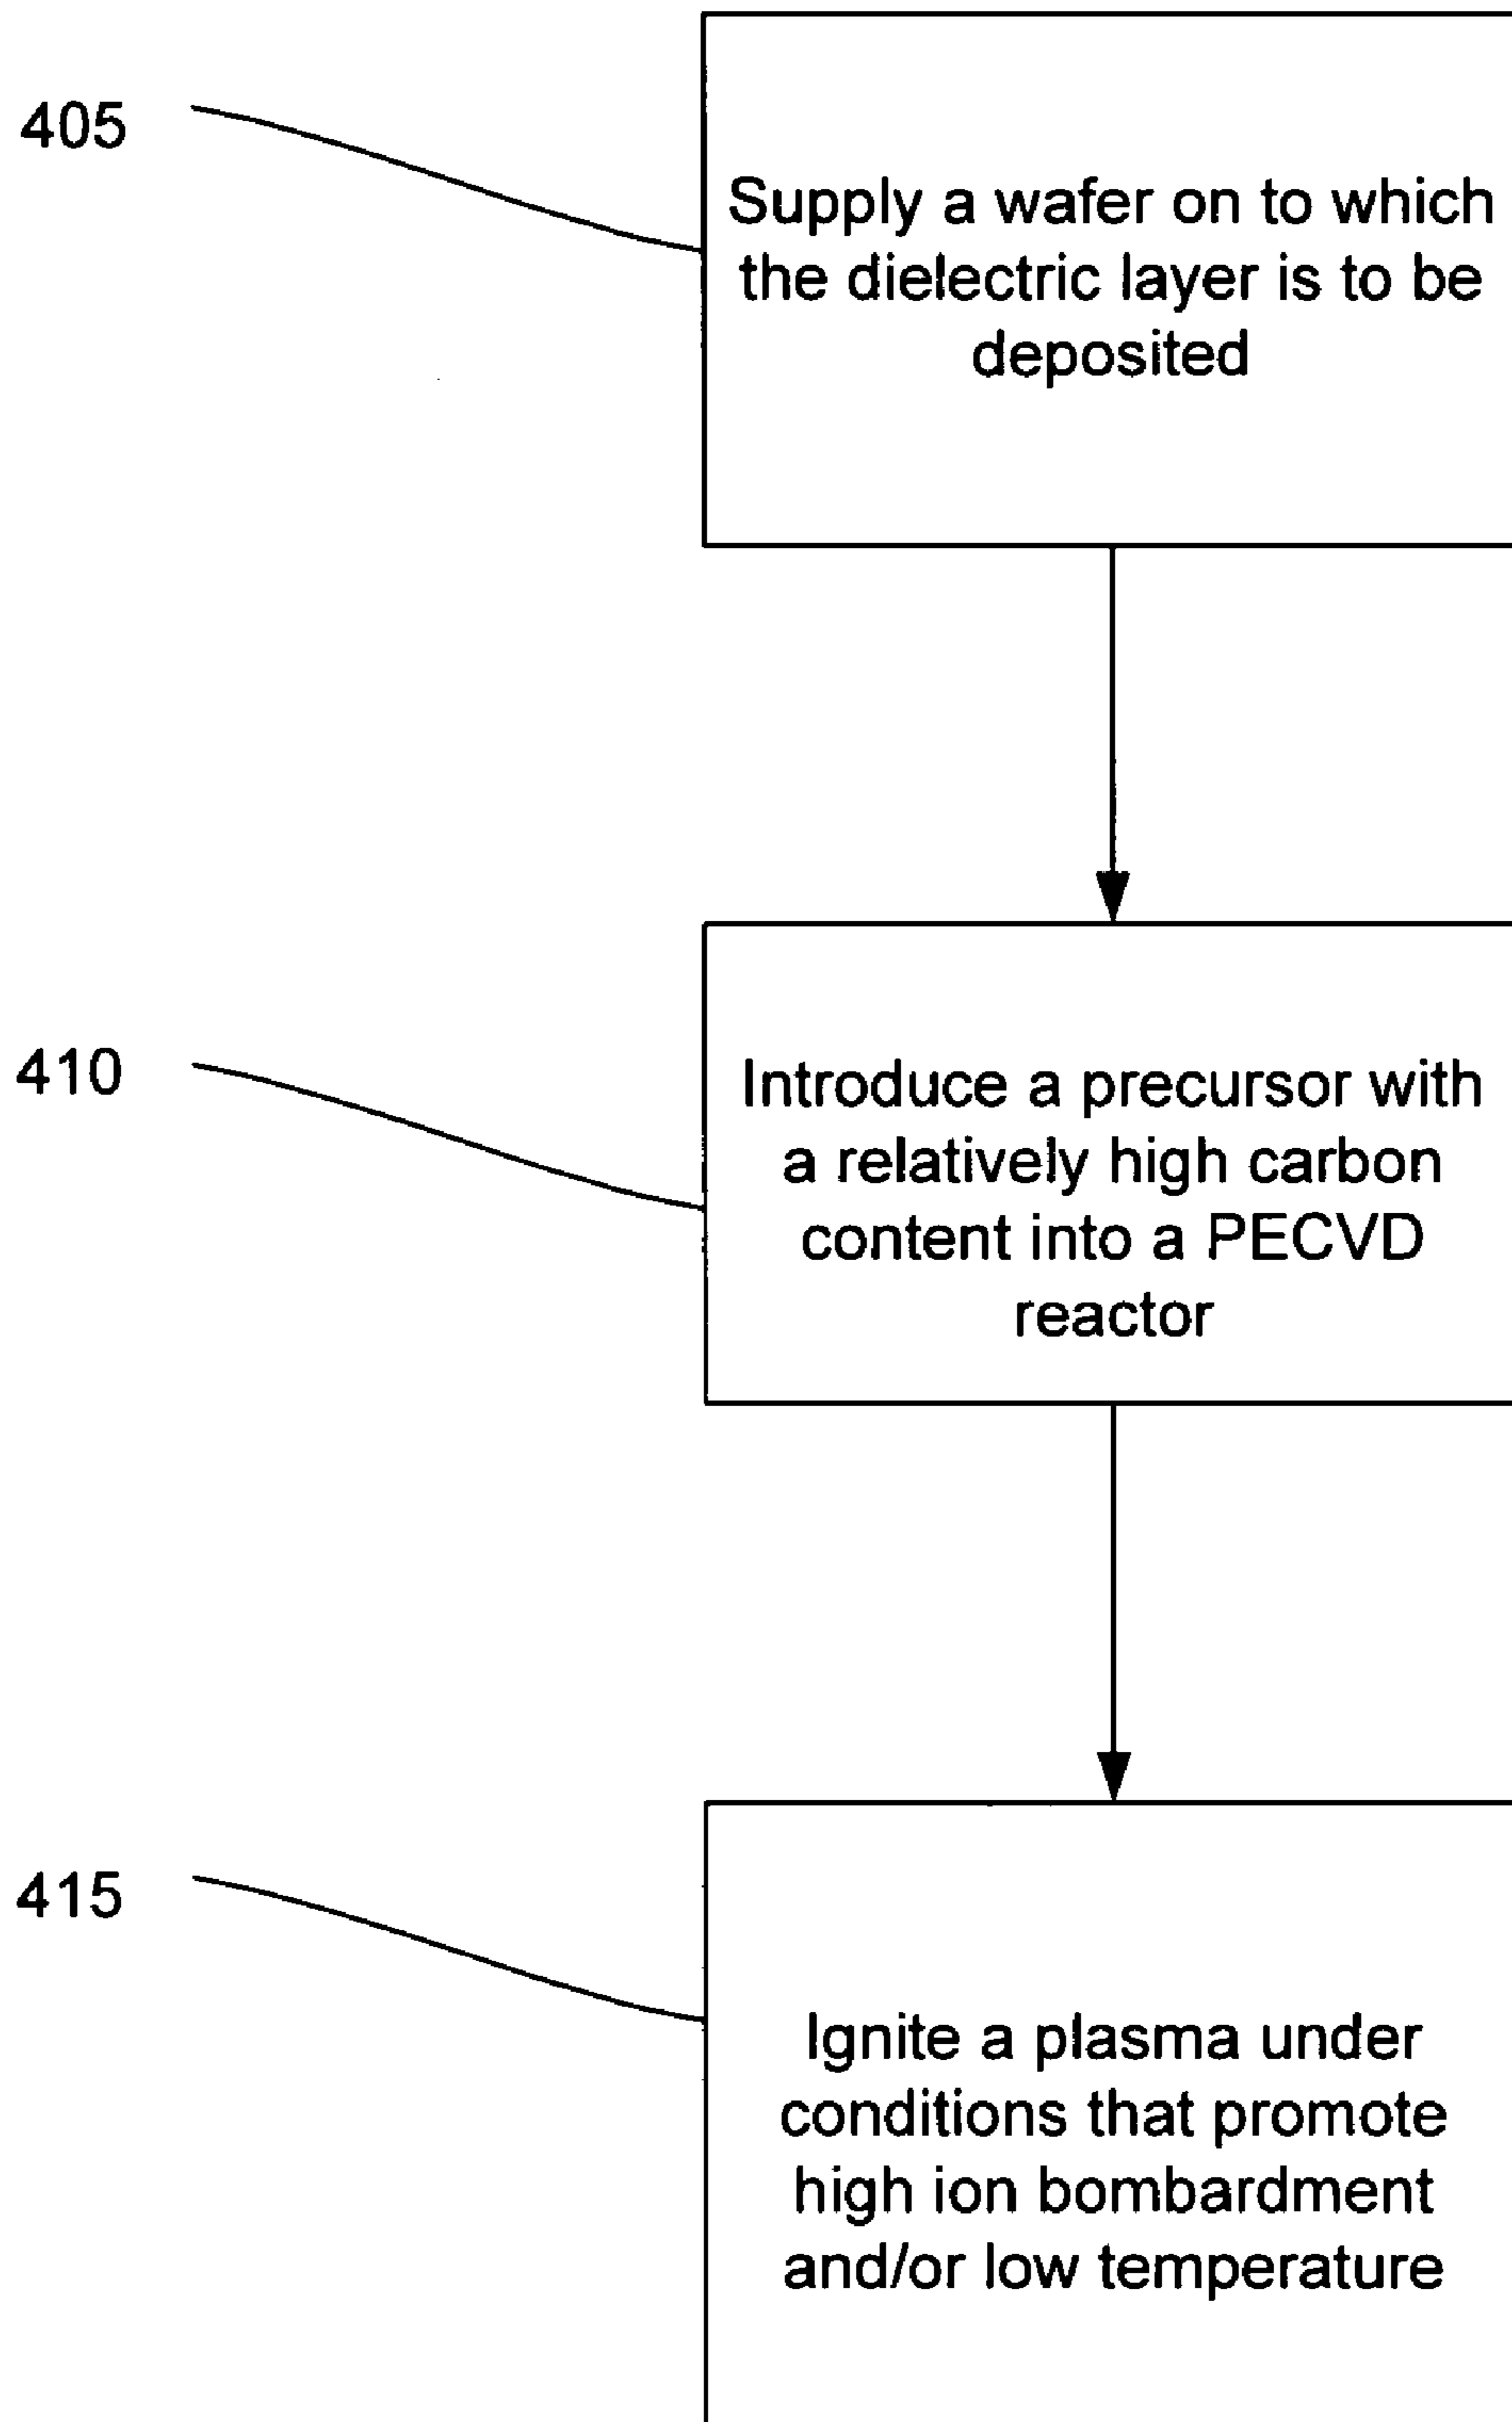 405
Supply a wafer on to which
the dielectric layer is to be
deposited
410
Introduce a precursor with
a relatively high carbon
content into a PECVD
reactor
415
Ignite a plasma under
conditions that promote
high ion bombardment
and/or low temperature